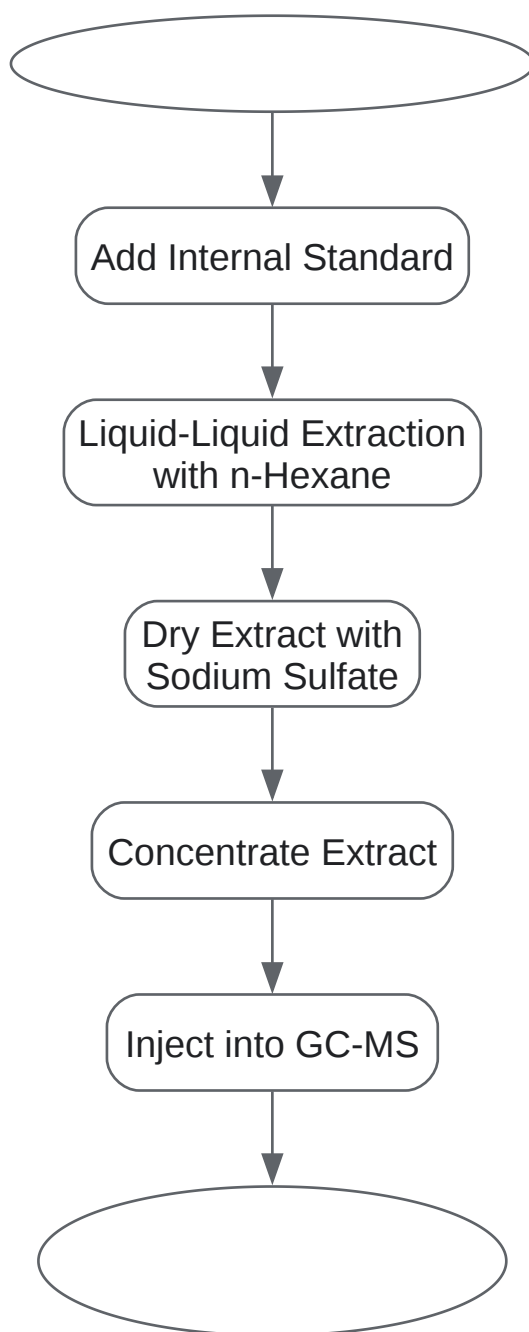 Add Internal Standard
Liquid-Liquid Extraction
with n-Hexane
Dry Extract with
Sodium Sulfate
Concentrate Extract
Inject into GC-MS